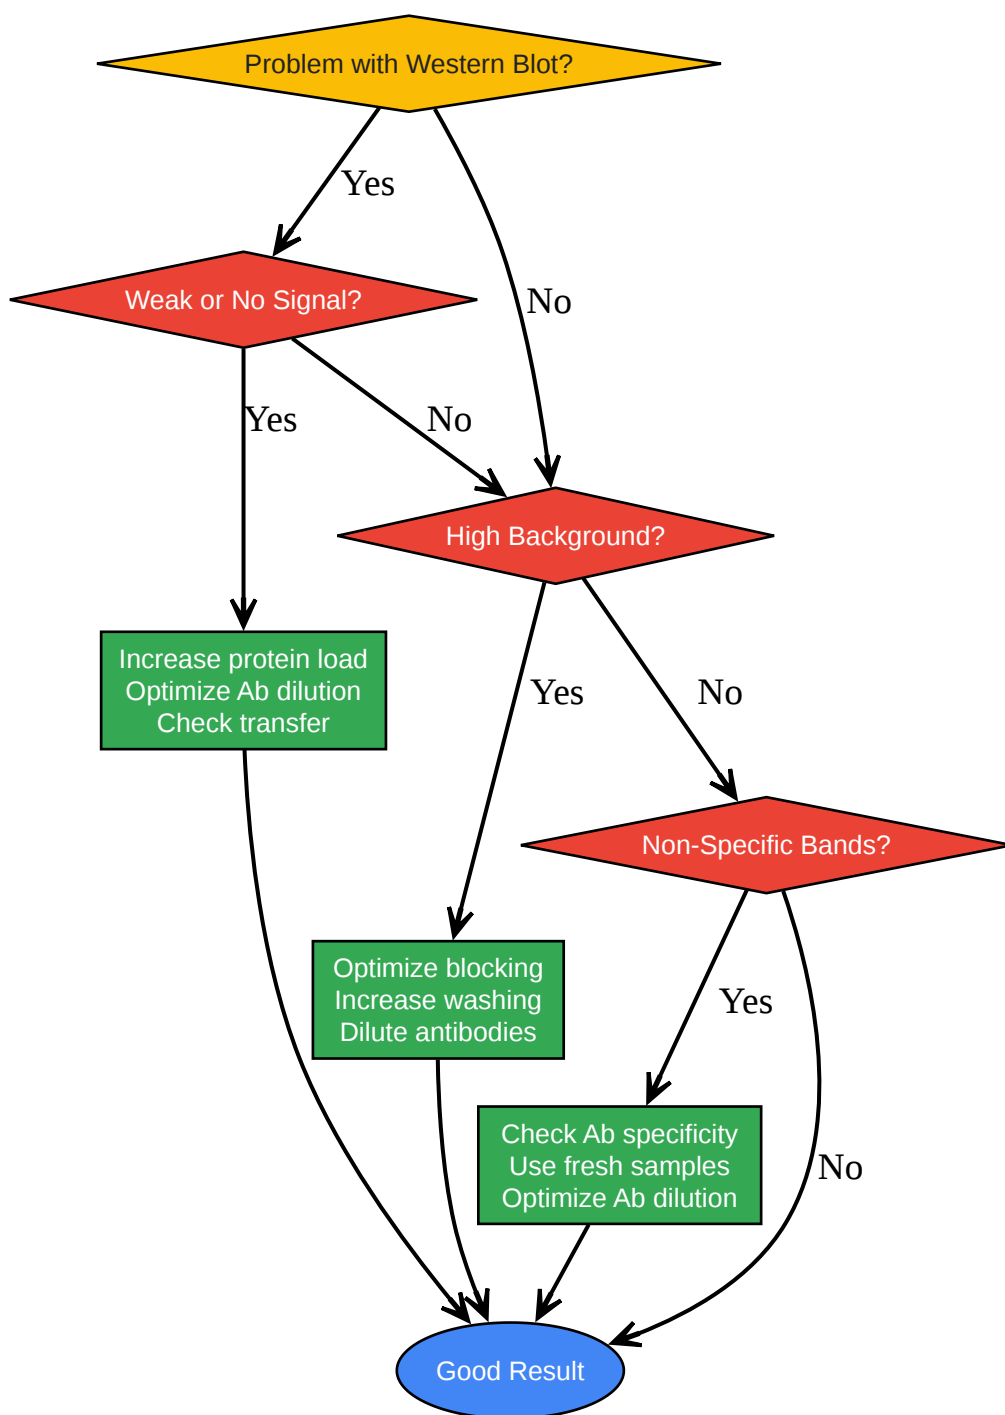 Problem with Western Blot?
Yes
Weak or No Signal?
No
Yes
No
High Background?
Increase protein load
Optimize Ab dilution
Check transfer
Yes
No
Non-Specific Bands?
Optimize blocking
Increase washing
Dilute antibodies
Yes
Check Ab specificity
Use fresh samples
Optimize Ab dilution
No
Good Result